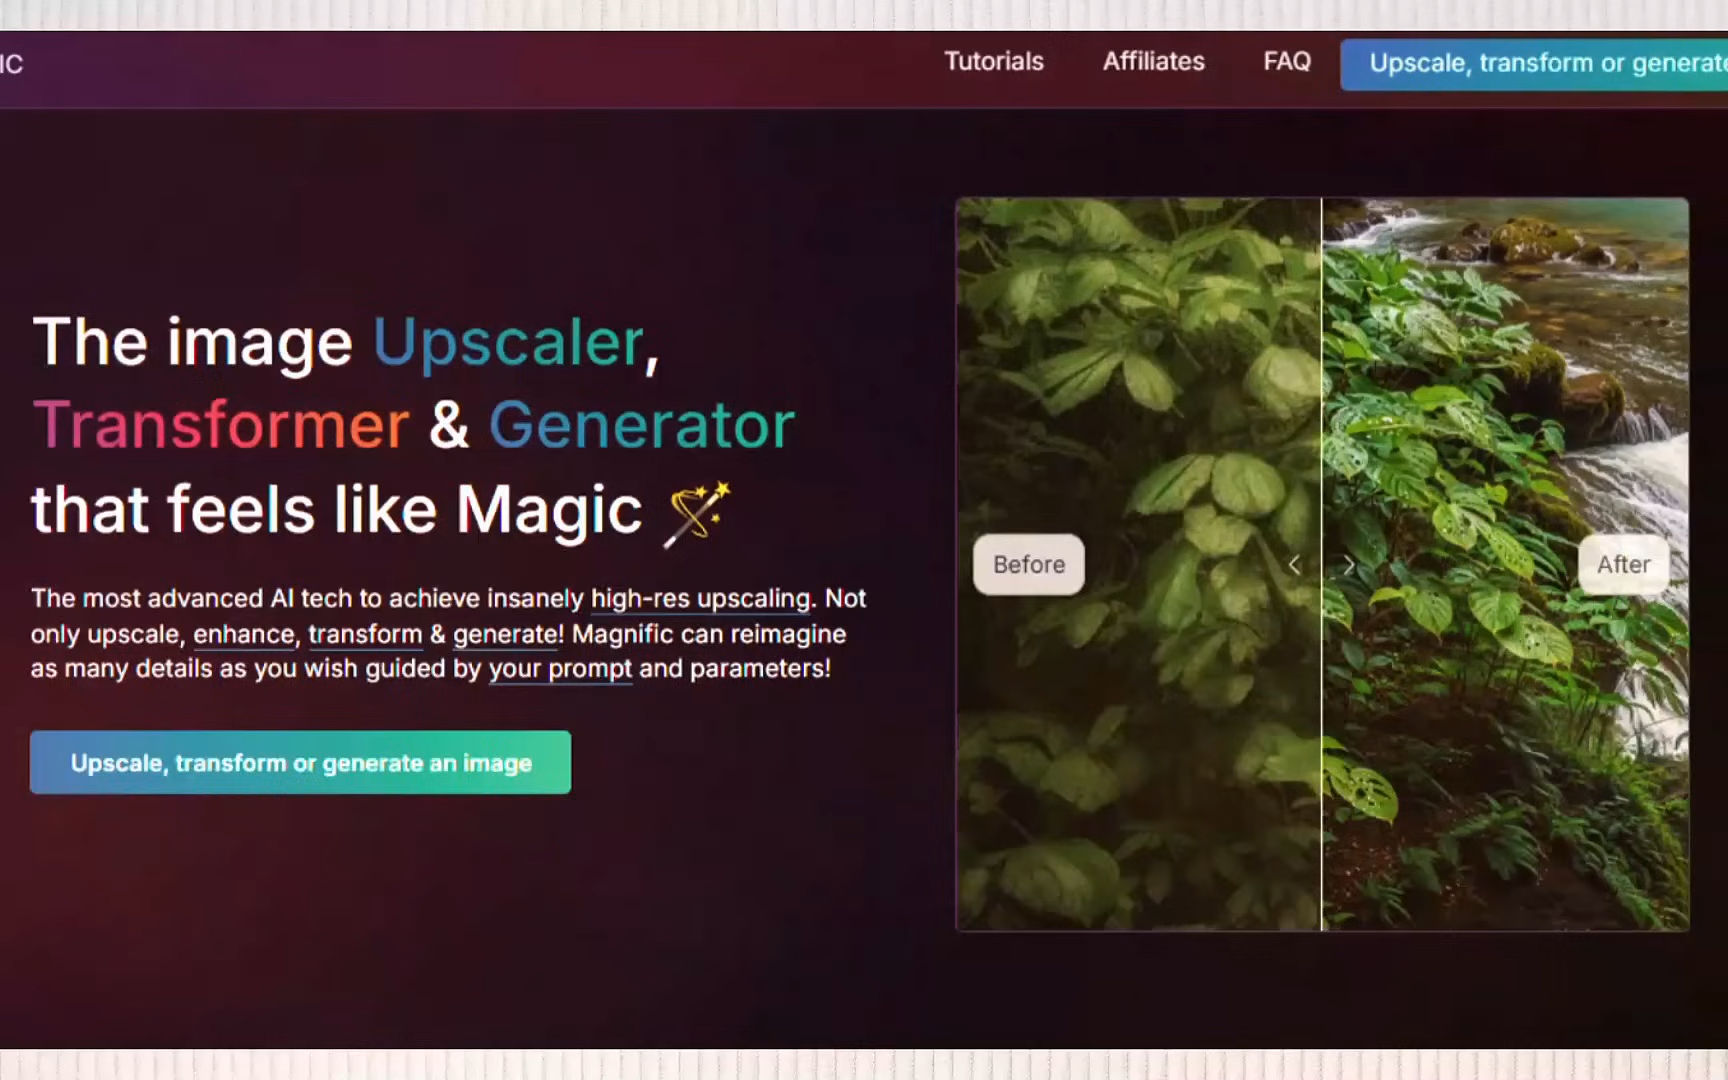 IC
Tutorials
Affiliates
FAQ
Upscale, transform or generate
The image Upscaler,
Transformer & Generator
that feels like Magic
The most advanced AI tech to achieve insanely high-res upscaling. Not
only upscale, enhance, transform & generate! Magnific can reimagine
as many details as you wish guided by your prompt and parameters!
Upscale, transform or generate an image
Before
After